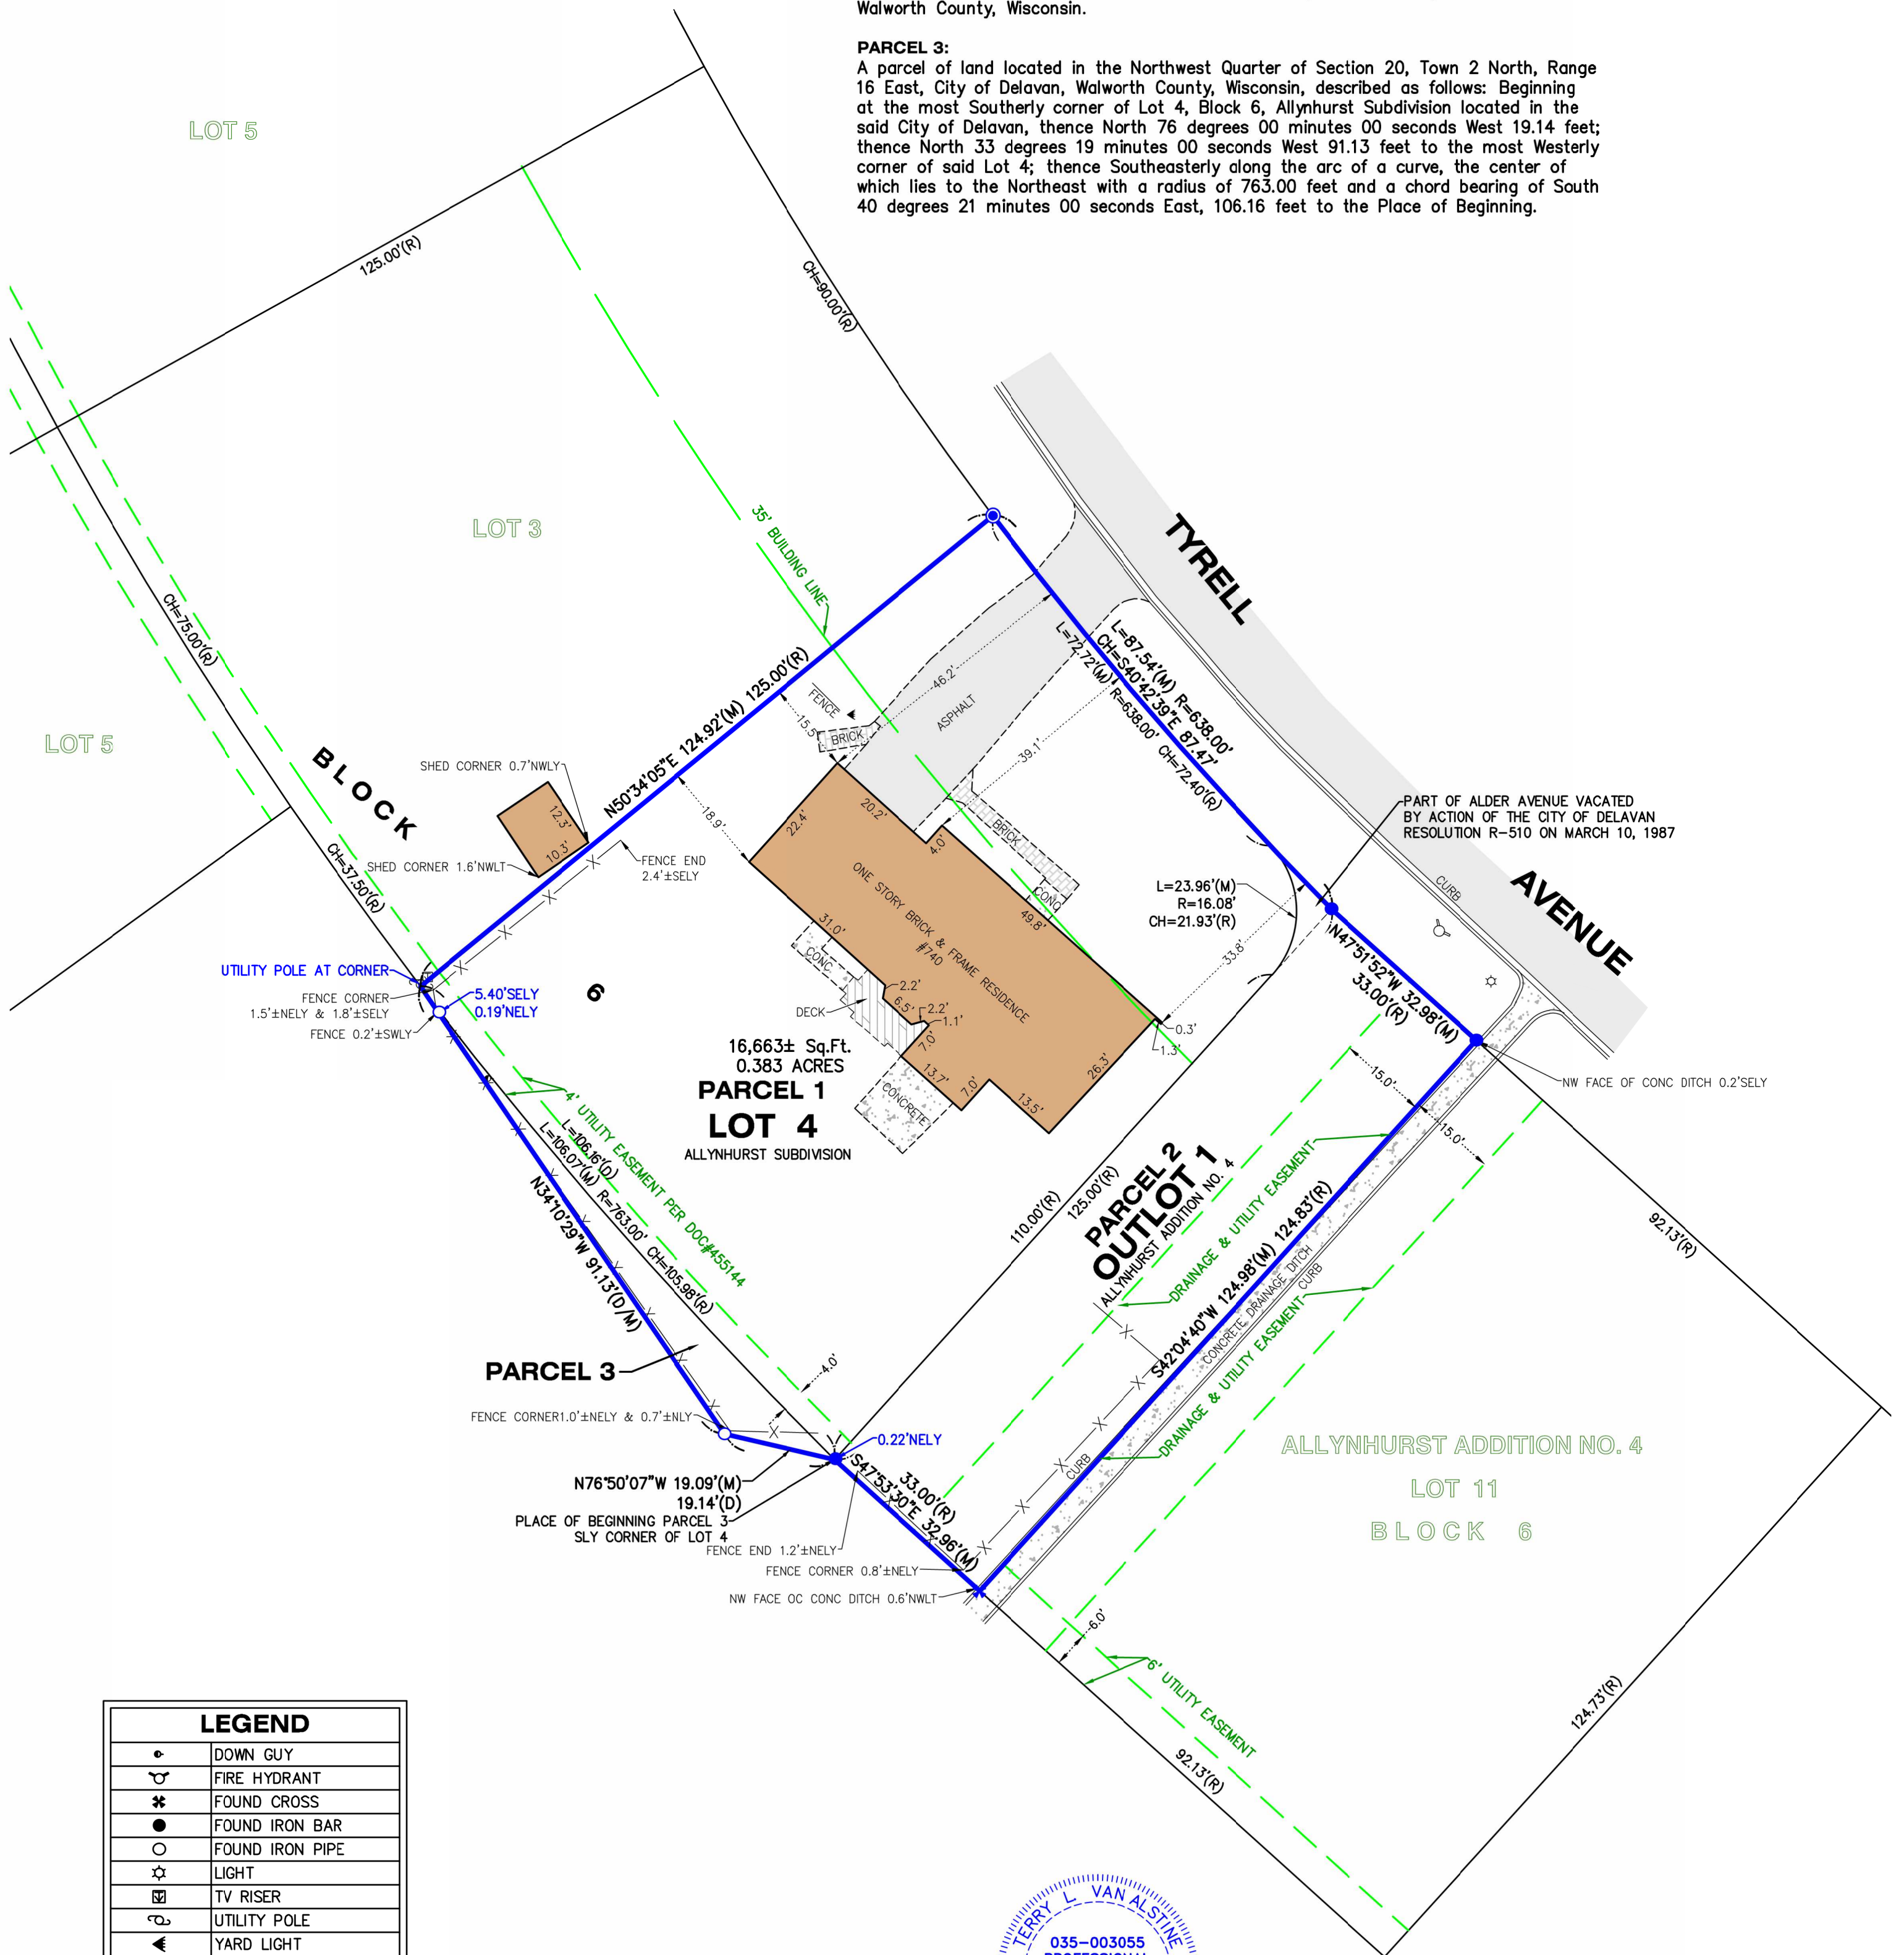 Walworth County, Wisconsin.
PARCEL 3:
A parcel of land located in the Northwest Quarter of Section 20, Town 2 North, Range
16 East, City of Delavan, Walworth County, Wisconsin, described as follows: Beginning
at the most Southerly corner of Lot 4, Block 6, Allynhurst Subdivision located in the
said City of Delavan, thence North 76 degrees 00 minutes 00 seconds West 19.14 feet;
thence North 33 degrees 19 minutes 00 seconds West 91.13 feet to the most Westerly
corner of said Lot 4; thence Southeasterly along the arc of a curve, the center of
which lies to the Northeast with a radius of 763.00 feet and a chord bearing of South
40 degrees 21 minutes 00 seconds East, 106.16 feet to the Place of Beginning.
LOT 5
125.00'(R)
CH=90.00'(R)
LOT 3
35' BUILDING LINE
TYRELL
AVENUE
CH=75.00'(R)
LOT 5
BLOCK
6
CH=37.50'(R)
SHED CORNER 0.7'NWLY
12.3'
10.3'
SHED CORNER 1.6'NWLT
N50°34'05"E 124.92'(M) 125.00'(R)
FENCE END
2.4'±SELY
18.9'
15.5'
FENCE
BRICK
46.2'
ASPHALT
39.1'
L=87.54'(M) R=638.00'
CH=S40°42'39"E 87.47'
L=72.72'(M) R=638.00' CH=72.40'(R)
PART OF ALDER AVENUE VACATED
BY ACTION OF THE CITY OF DELAVAN
RESOLUTION R-510 ON MARCH 10, 1987
22.4'
20.2'
4.0'
BRICK
CONC
49.8'
ONE STORY BRICK & FRAME RESIDENCE
#740
31.0'
CONC.
DECK
2.2'
6.5'
2.2'
1.1'
7.0'
13.7'
7.0'
13.5'
26.3'
CONCRETE
0.3'
1.3'
L=23.96'(M)
R=16.08'
CH=21.93'(R)
33.8'
CURB
N47°51'52"W 32.98'(M)
33.00'(R)
NW FACE OF CONC DITCH 0.2'SELY
UTILITY POLE AT CORNER
FENCE CORNER
1.5'±NELY & 1.8'±SELY
FENCE 0.2'±SWLY
5.40'SELY
0.19'NELY
16,663± Sq.Ft.
0.383 ACRES
PARCEL 1
LOT 4
ALLYNHURST SUBDIVISION
4' UTILITY EASEMENT PER DOC#455144
L=106.16'(D)
L=106.07'(M) R=763.00' CH=105.98'(R)
N34°10'29"W 91.13'(D/M)
110.00'(R)
125.00'(R)
PARCEL 2
OUTLOT 1
ALLYNHURST ADDITION NO. 4
15.0'
15.0'
DRAINAGE & UTILITY EASEMENT
S42°04'40"W 124.98'(M) 124.83'(R)
CONCRETE DRAINAGE DITCH
CURB
DRAINAGE & UTILITY EASEMENT
92.13'(R)
PARCEL 3
4.0'
FENCE CORNER1.0'±NELY & 0.7'±NLY
0.22'NELY
N76°50'07"W 19.09'(M)
19.14'(D)
PLACE OF BEGINNING PARCEL 3
SLY CORNER OF LOT 4
33.00'(R)
S47°53'30"E 32.96'(M)
CURB
FENCE END 1.2'±NELY
FENCE CORNER 0.8'±NELY
NW FACE OC CONC DITCH 0.6'NWLT
ALLYNHURST ADDITION NO. 4
LOT 11
BLOCK 6
6.0'
6' UTILITY EASEMENT
92.13'(R)
124.73'(R)
LEGEND
DOWN GUY
FIRE HYDRANT
FOUND CROSS
FOUND IRON BAR
FOUND IRON PIPE
LIGHT
TV RISER
UTILITY POLE
YARD LIGHT
TERRY L. VAN ALSTINE
035-003055